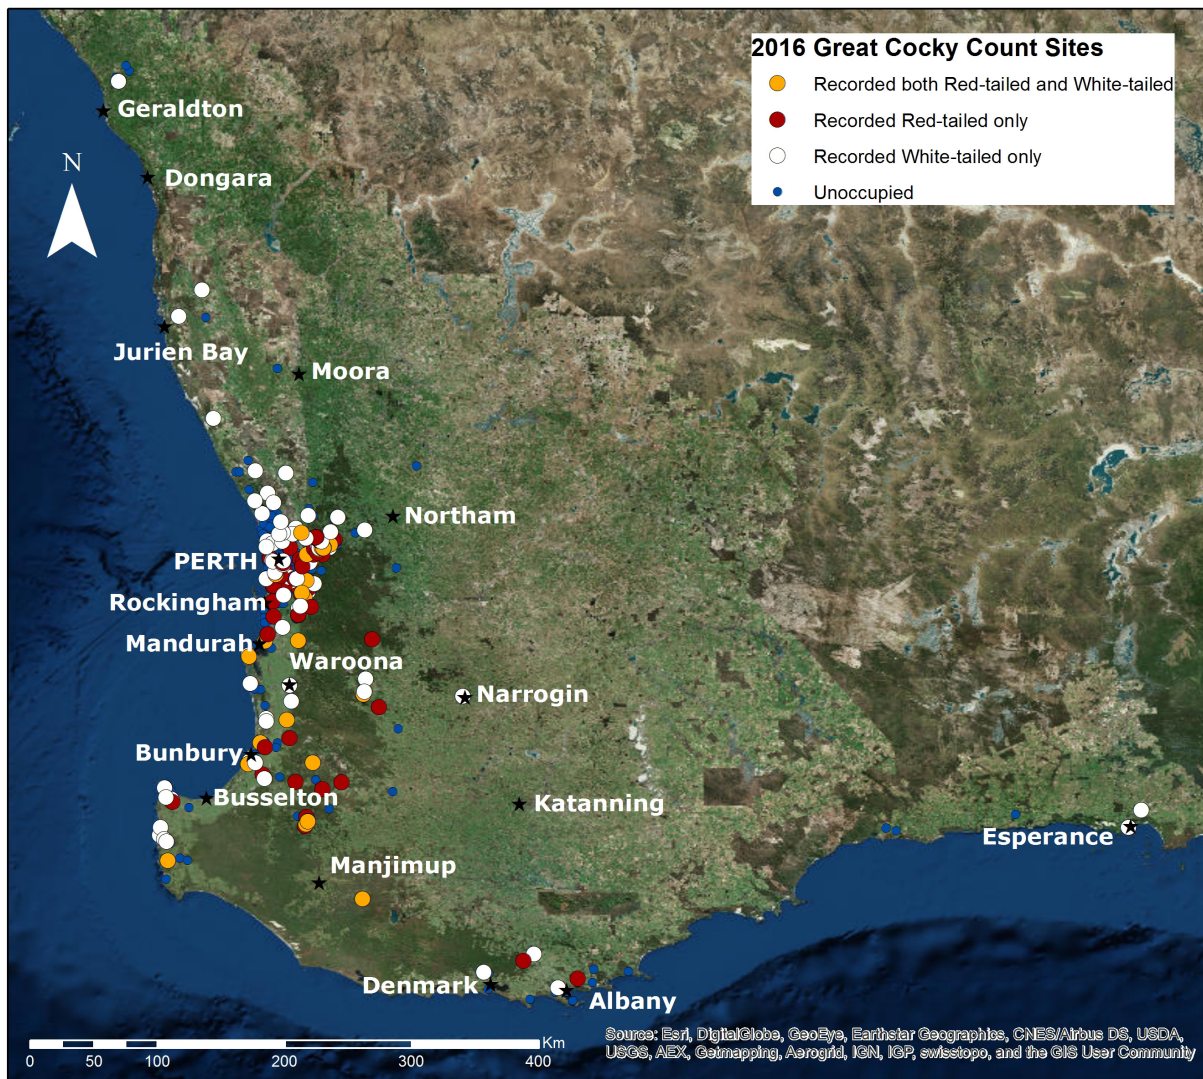 2016 Great Cocky Count Sites
Recorded both Red-tailed and White-tailed
Recorded Red-tailed only
Recorded White-tailed only
Unoccupied
Geraldton
N
Dongara
Jurien Bay
Moora
Northam
PERTH
Rockingham
Mandurah
Waroona
Narrogin
Bunbury
Busselton
Katanning
Esperance
Manjimup
Denmark
Albany
Source: Esri, DigitalGlobe, GeoEye, Earthstar Geographics, CNES/Airbus DS, USDA,
USGS, AEX, Getmapping, Aerogrid, IGN, IGP, swisstopo, and the GIS User Community
Km
0 50 100 200 300 400